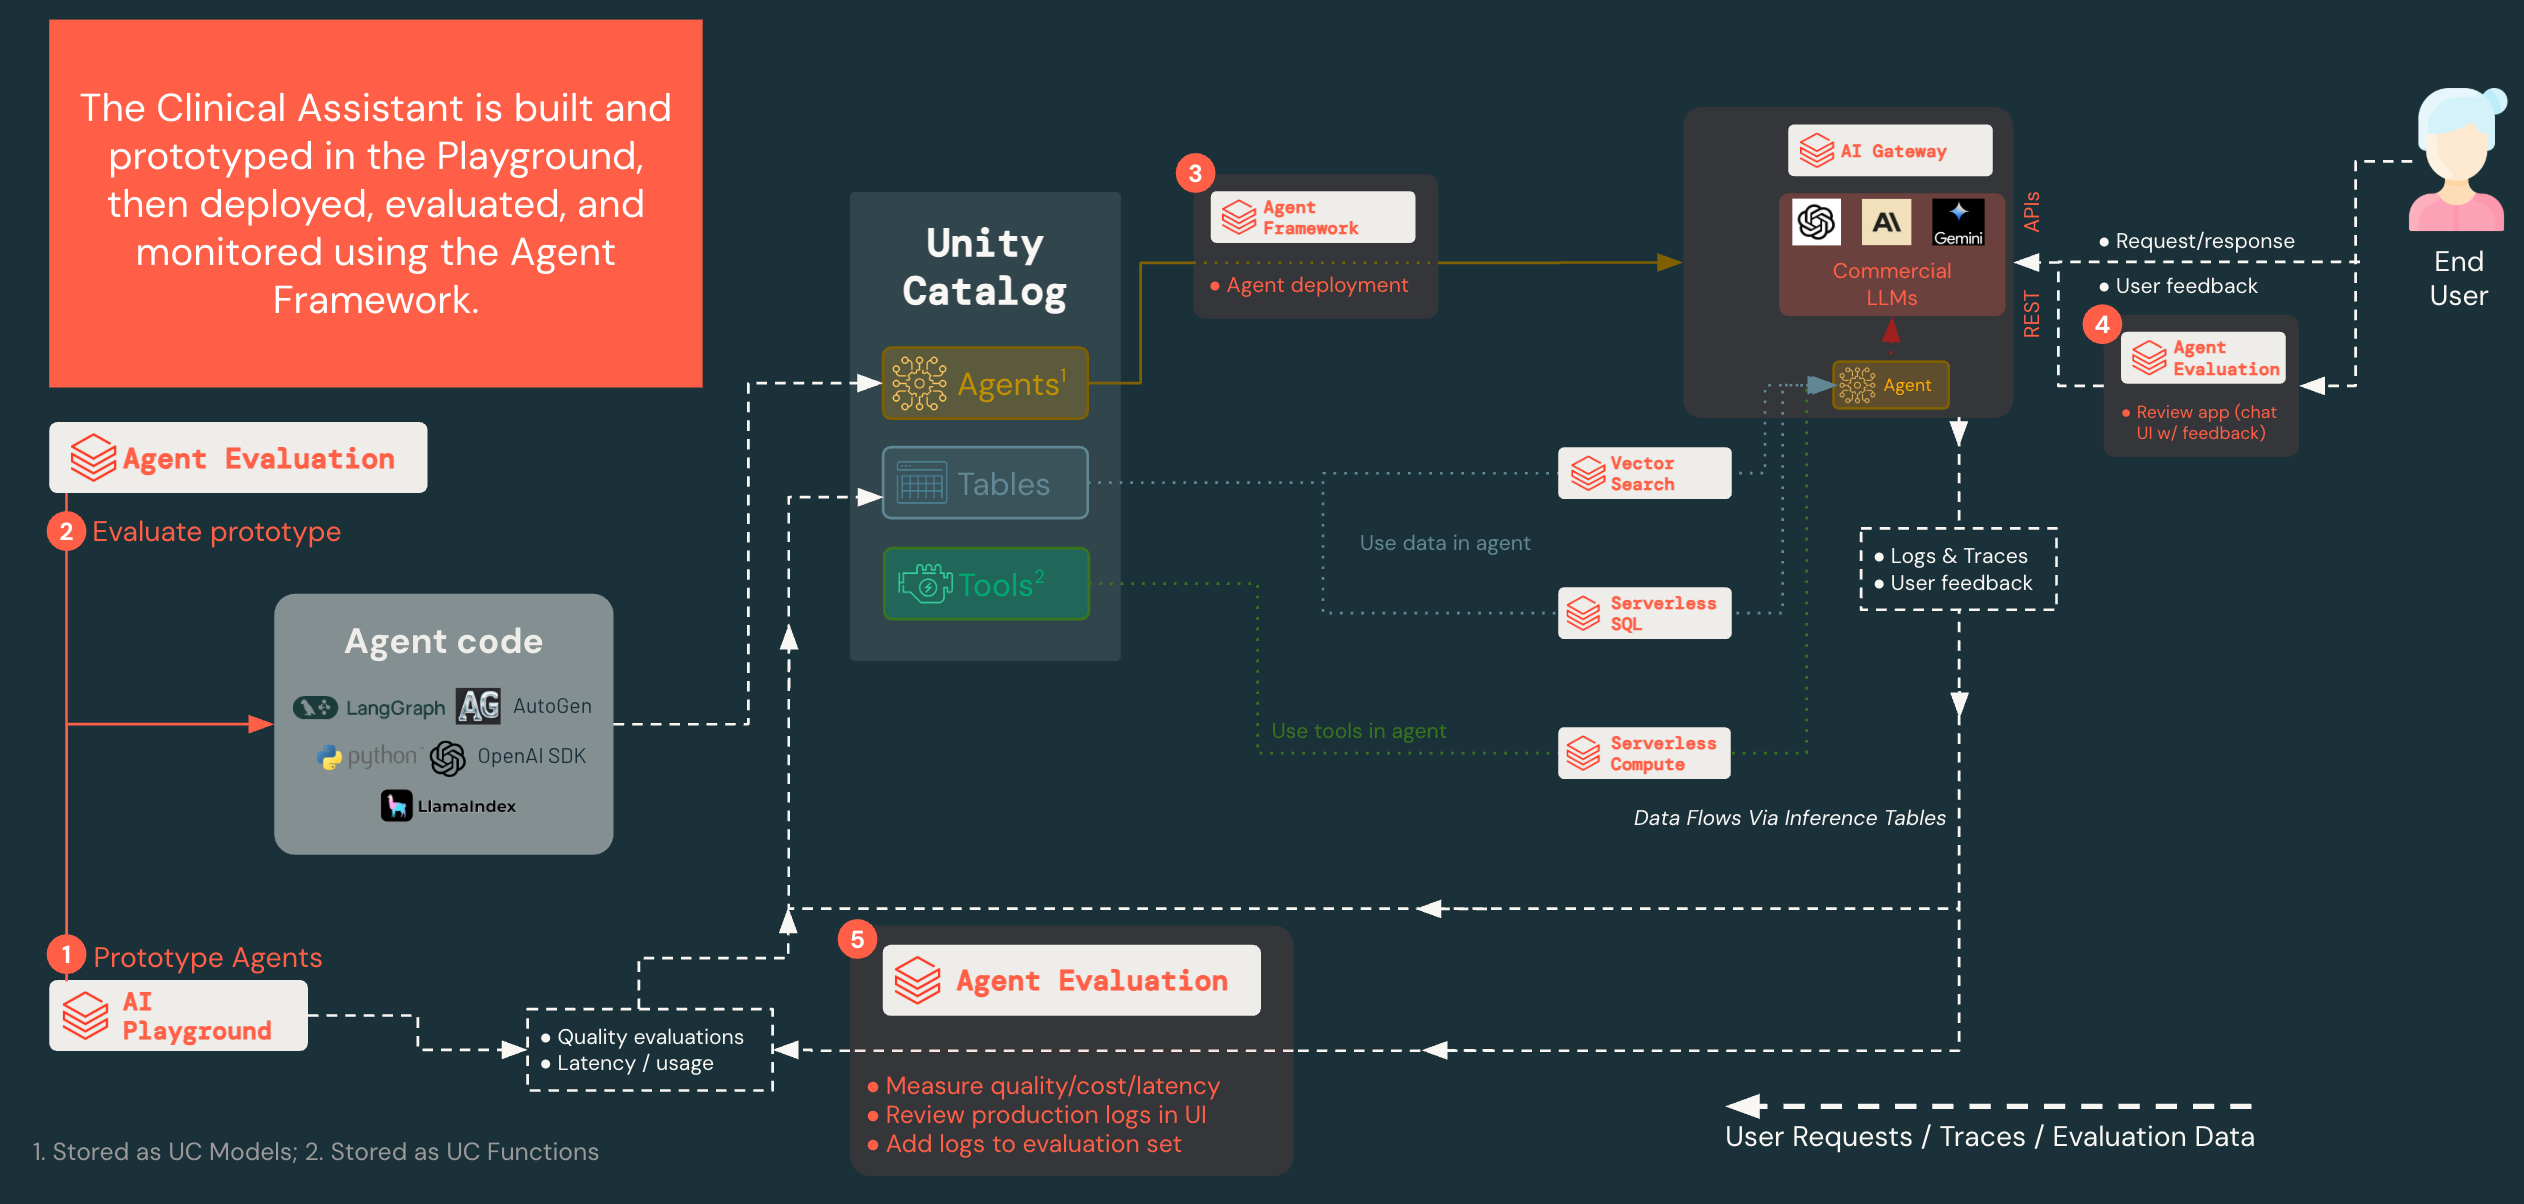 The Clinical Assistant is built and
prototyped in the Playground,
then deployed, evaluated, and
monitored using the Agent
Framework.
Agent Evaluation
2 Evaluate prototype
Agent code
LangGraph AG AutoGen
python OpenAI SDK
LlamaIndex
1 Prototype Agents
AI
Playground
Unity
Catalog
Agents¹
Tables
Tools²
3
Agent
Framework
• Agent deployment
AI Gateway
Gemini
Commercial
LLMs
Agent
REST APIs
• Request/response
• User feedback
End
User
4
Agent
Evaluation
• Review app (chat
UI w/ feedback)
Vector
Search
Use data in agent
Serverless
SQL
Use tools in agent
Serverless
Compute
• Logs & Traces
• User feedback
Data Flows Via Inference Tables
• Quality evaluations
• Latency / usage
5
Agent Evaluation
• Measure quality/cost/latency
• Review production logs in UI
• Add logs to evaluation set
User Requests / Traces / Evaluation Data
1. Stored as UC Models; 2. Stored as UC Functions